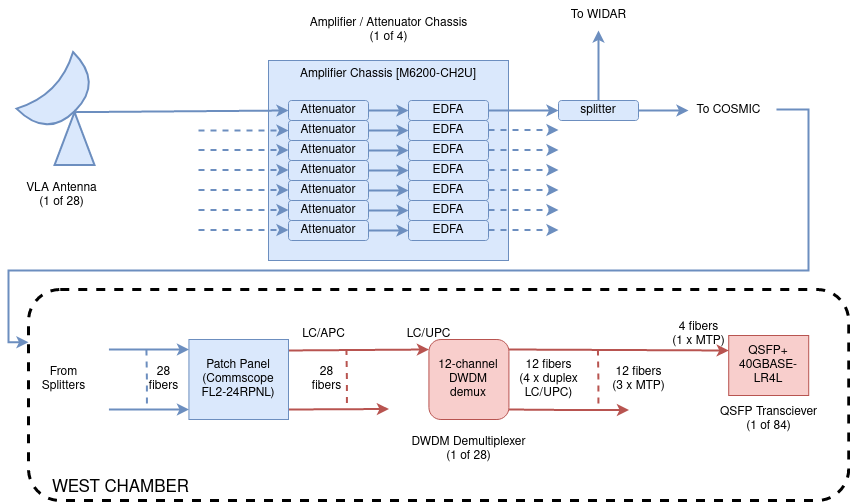 To WIDAR
Amplifier / Attenuator Chassis
(1 of 4)
Amplifier Chassis [M6200-CH2U]
Attenuator
EDFA
splitter
To COSMIC
Attenuator
EDFA
Attenuator
EDFA
Attenuator
EDFA
Attenuator
EDFA
Attenuator
EDFA
Attenuator
EDFA
VLA Antenna
(1 of 28)
From
Splitters
28
fibers
Patch Panel
(Commscope
FL2-24RPNL)
LC/APC
28
fibers
LC/UPC
12-channel
DWDM
demux
DWDM Demultiplexer
(1 of 28)
12 fibers
(4 x duplex
LC/UPC)
12 fibers
(3 x MTP)
4 fibers
(1 x MTP)
QSFP+
40GBASE-
LR4L
QSFP Transciever
(1 of 84)
WEST CHAMBER